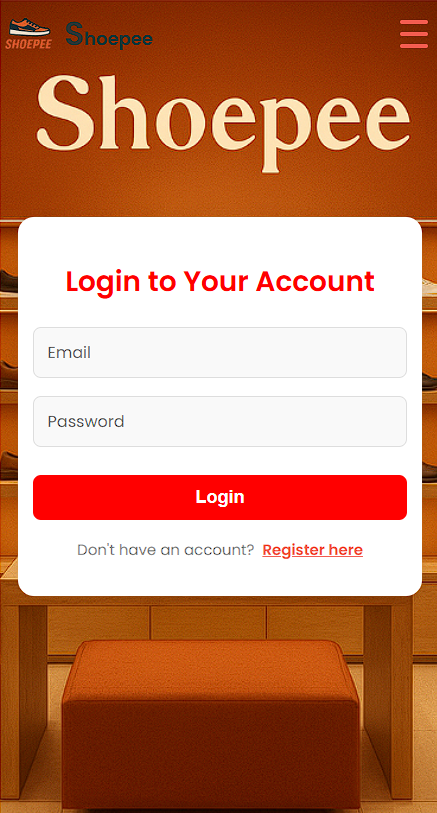 SHOEPEE Shoepee
Shoepee
Login to Your Account
Email
Password
Login
Don't have an account? Register here